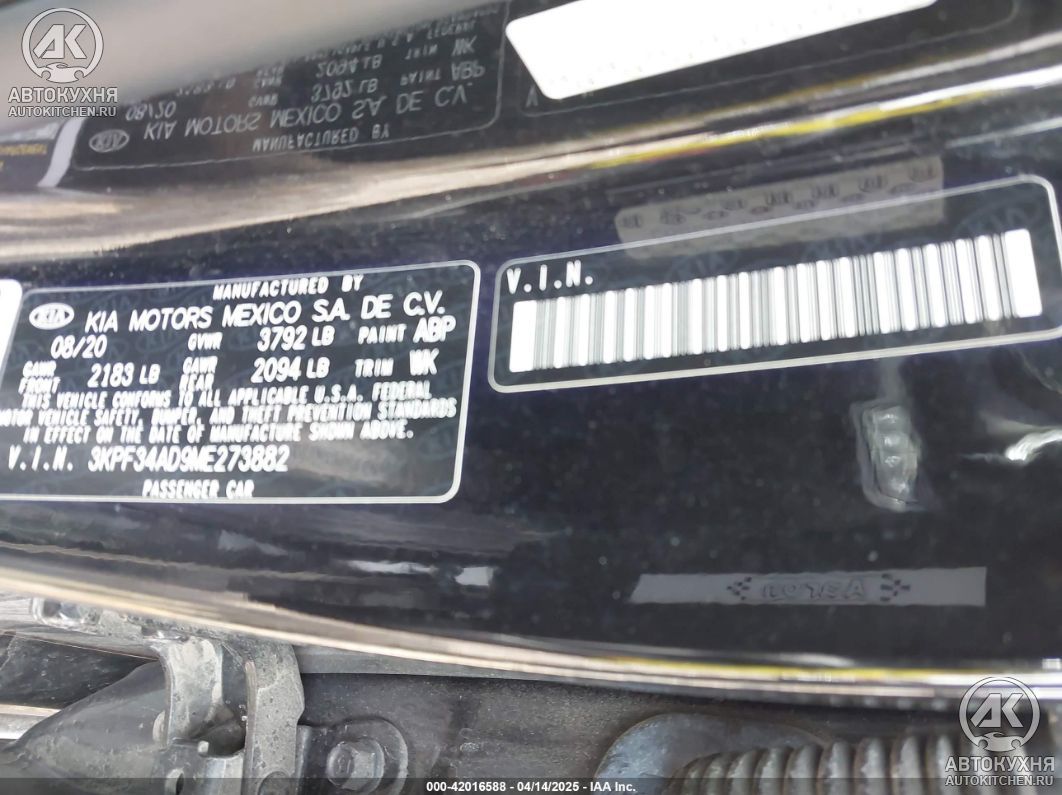 AK
АВТОКУХНЯ
AUTOKITCHEN.RU
MANUFACTURED BY
KIA KIA MOTORS MEXICO S.A. DE C.V.
08/20 GVWR 3792 LB PAINT ABP
GAWR FRONT 2183 LB GAWR REAR 2094 LB TRIM WK
THIS VEHICLE CONFORMS TO ALL APPLICABLE U.S.A. FEDERAL
MOTOR VEHICLE SAFETY, BUMPER, AND THEFT PREVENTION STANDARDS
IN EFFECT ON THE DATE OF MANUFACTURE SHOWN ABOVE.
V.I.N. 3KPF34AD9ME273882
PASSENGER CAR
V.I.N.
AK
АВТОКУХНЯ
AUTOKITCHEN.RU
000-42016588 - 04/14/2025 - IAA Inc.